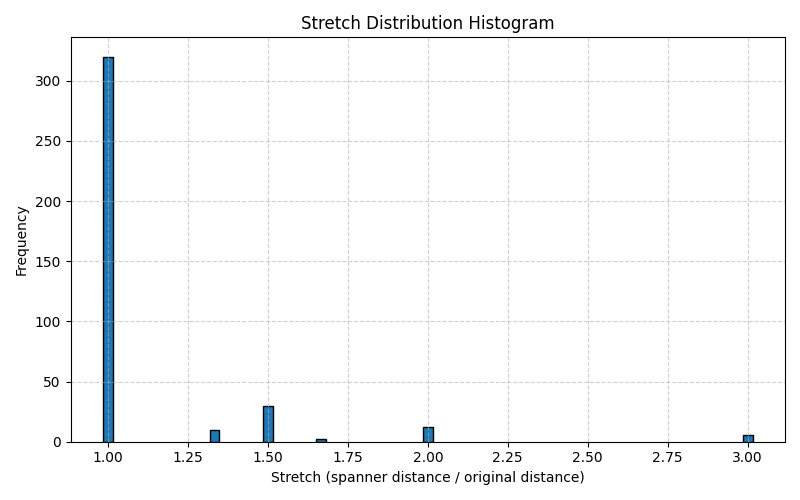 Stretch Distribution Histogram
Frequency
300
250
200
150
100
50
0
1.00 1.25 1.50 1.75 2.00 2.25 2.50 2.75 3.00
Stretch (spanner distance / original distance)